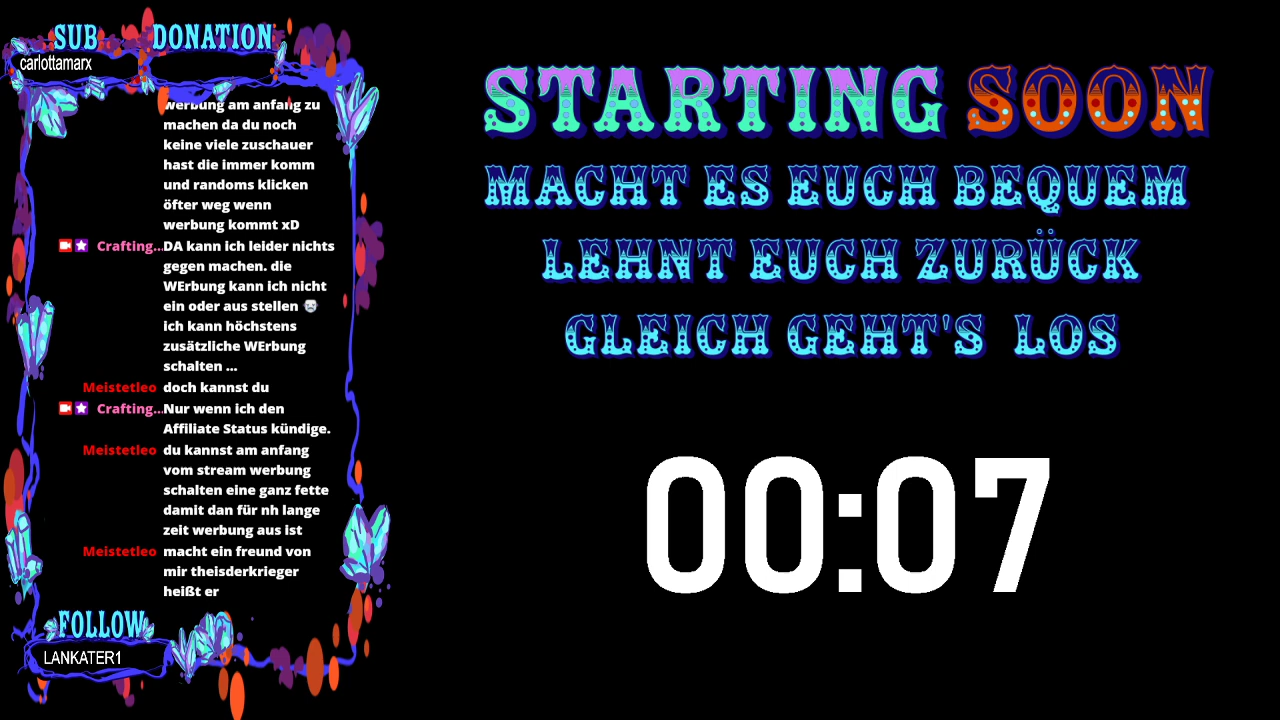 SUB DONATION
carlottamarx
werbung am anfang zu
machen da du noch
keine viele zuschauer
hast die immer komm
und randoms klicken
öfter weg wenn
werbung kommt xD
Crafting... DA kann ich leider nichts
gegen machen. die
WErbung kann ich nicht
ein oder aus stellen 😭
ich kann höchstens
zusätzliche WErbung
schalten ...
Meistetleo doch kannst du
Crafting... Nur wenn ich den
Affiliate Status kündige.
Meistetleo du kannst am anfang
vom stream werbung
schalten eine ganz fette
damit dan für nh lange
zeit werbung aus ist
Meistetleo macht ein freund von
mir theisderkrieger
heißt er
FOLLOW
LANKATER1
STARTING SOON
MACHT ES EUCH BEQUEM
LEHNT EUCH ZURÜCK
GLEICH GEHT'S LOS
00:07